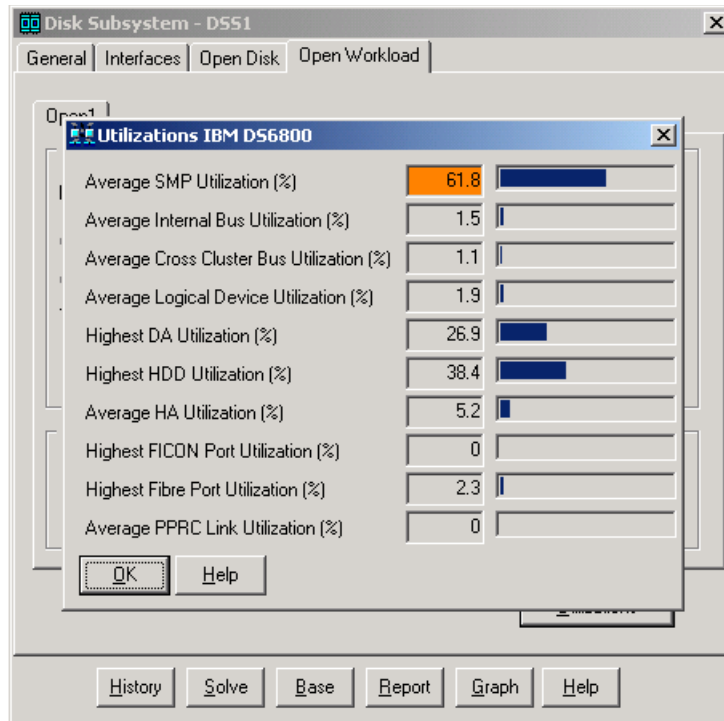 Disk Subsystem - DSS1
General Interfaces Open Disk Open Workload
Utilizations IBM DS6800
Average SMP Utilization (%) 61.8
Average Internal Bus Utilization (%) 1.5
Average Cross Cluster Bus Utilization (%) 1.1
Average Logical Device Utilization (%) 1.9
Highest DA Utilization (%) 26.9
Highest HDD Utilization (%) 38.4
Average HA Utilization (%) 5.2
Highest FICON Port Utilization (%) 0
Highest Fibre Port Utilization (%) 2.3
Average PPRC Link Utilization (%) 0
OK Help
History Solve Base Report Graph Help